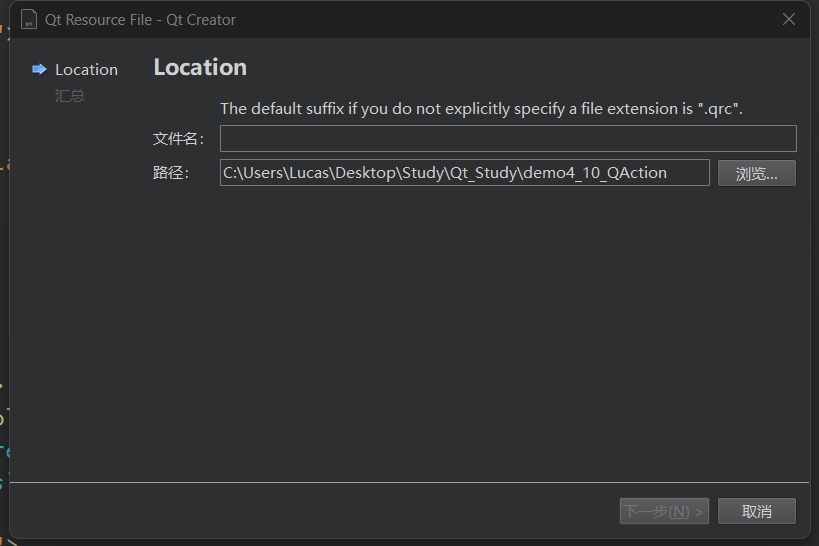 Qt Resource File - Qt Creator
Location
汇总
Location
The default suffix if you do not explicitly specify a file extension is ".qrc".
文件名：
路径：
C:\Users\Lucas\Desktop\Study\Qt_Study\demo4_10_QAction
浏览...
下一步(N) >
取消